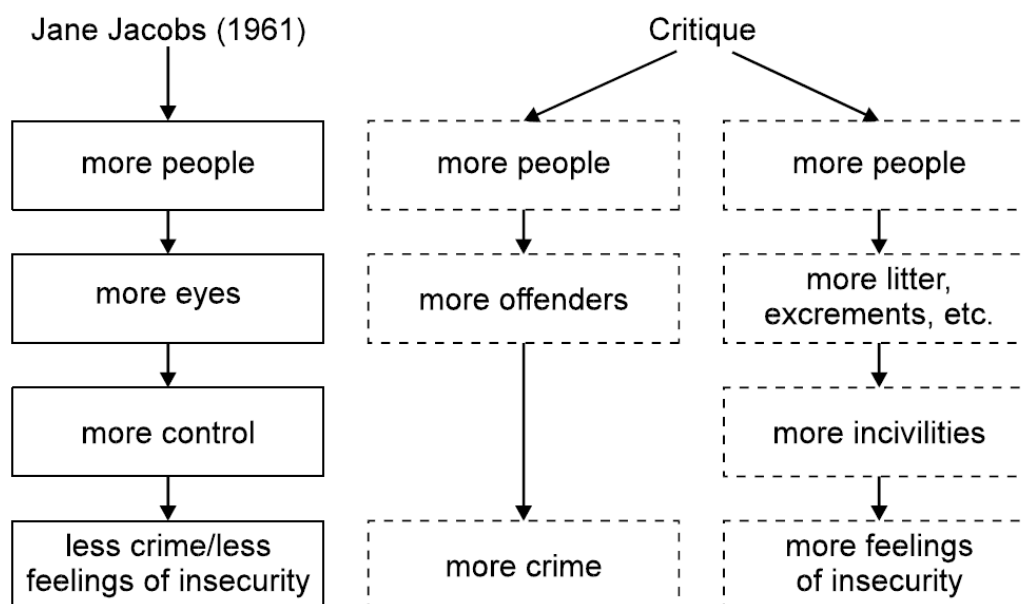 Jane Jacobs (1961)
Critique
more people
more people
more people
more eyes
more offenders
more litter,
excrements, etc.
more control
more incivilities
less crime/less
feelings of insecurity
more crime
more feelings
of insecurity